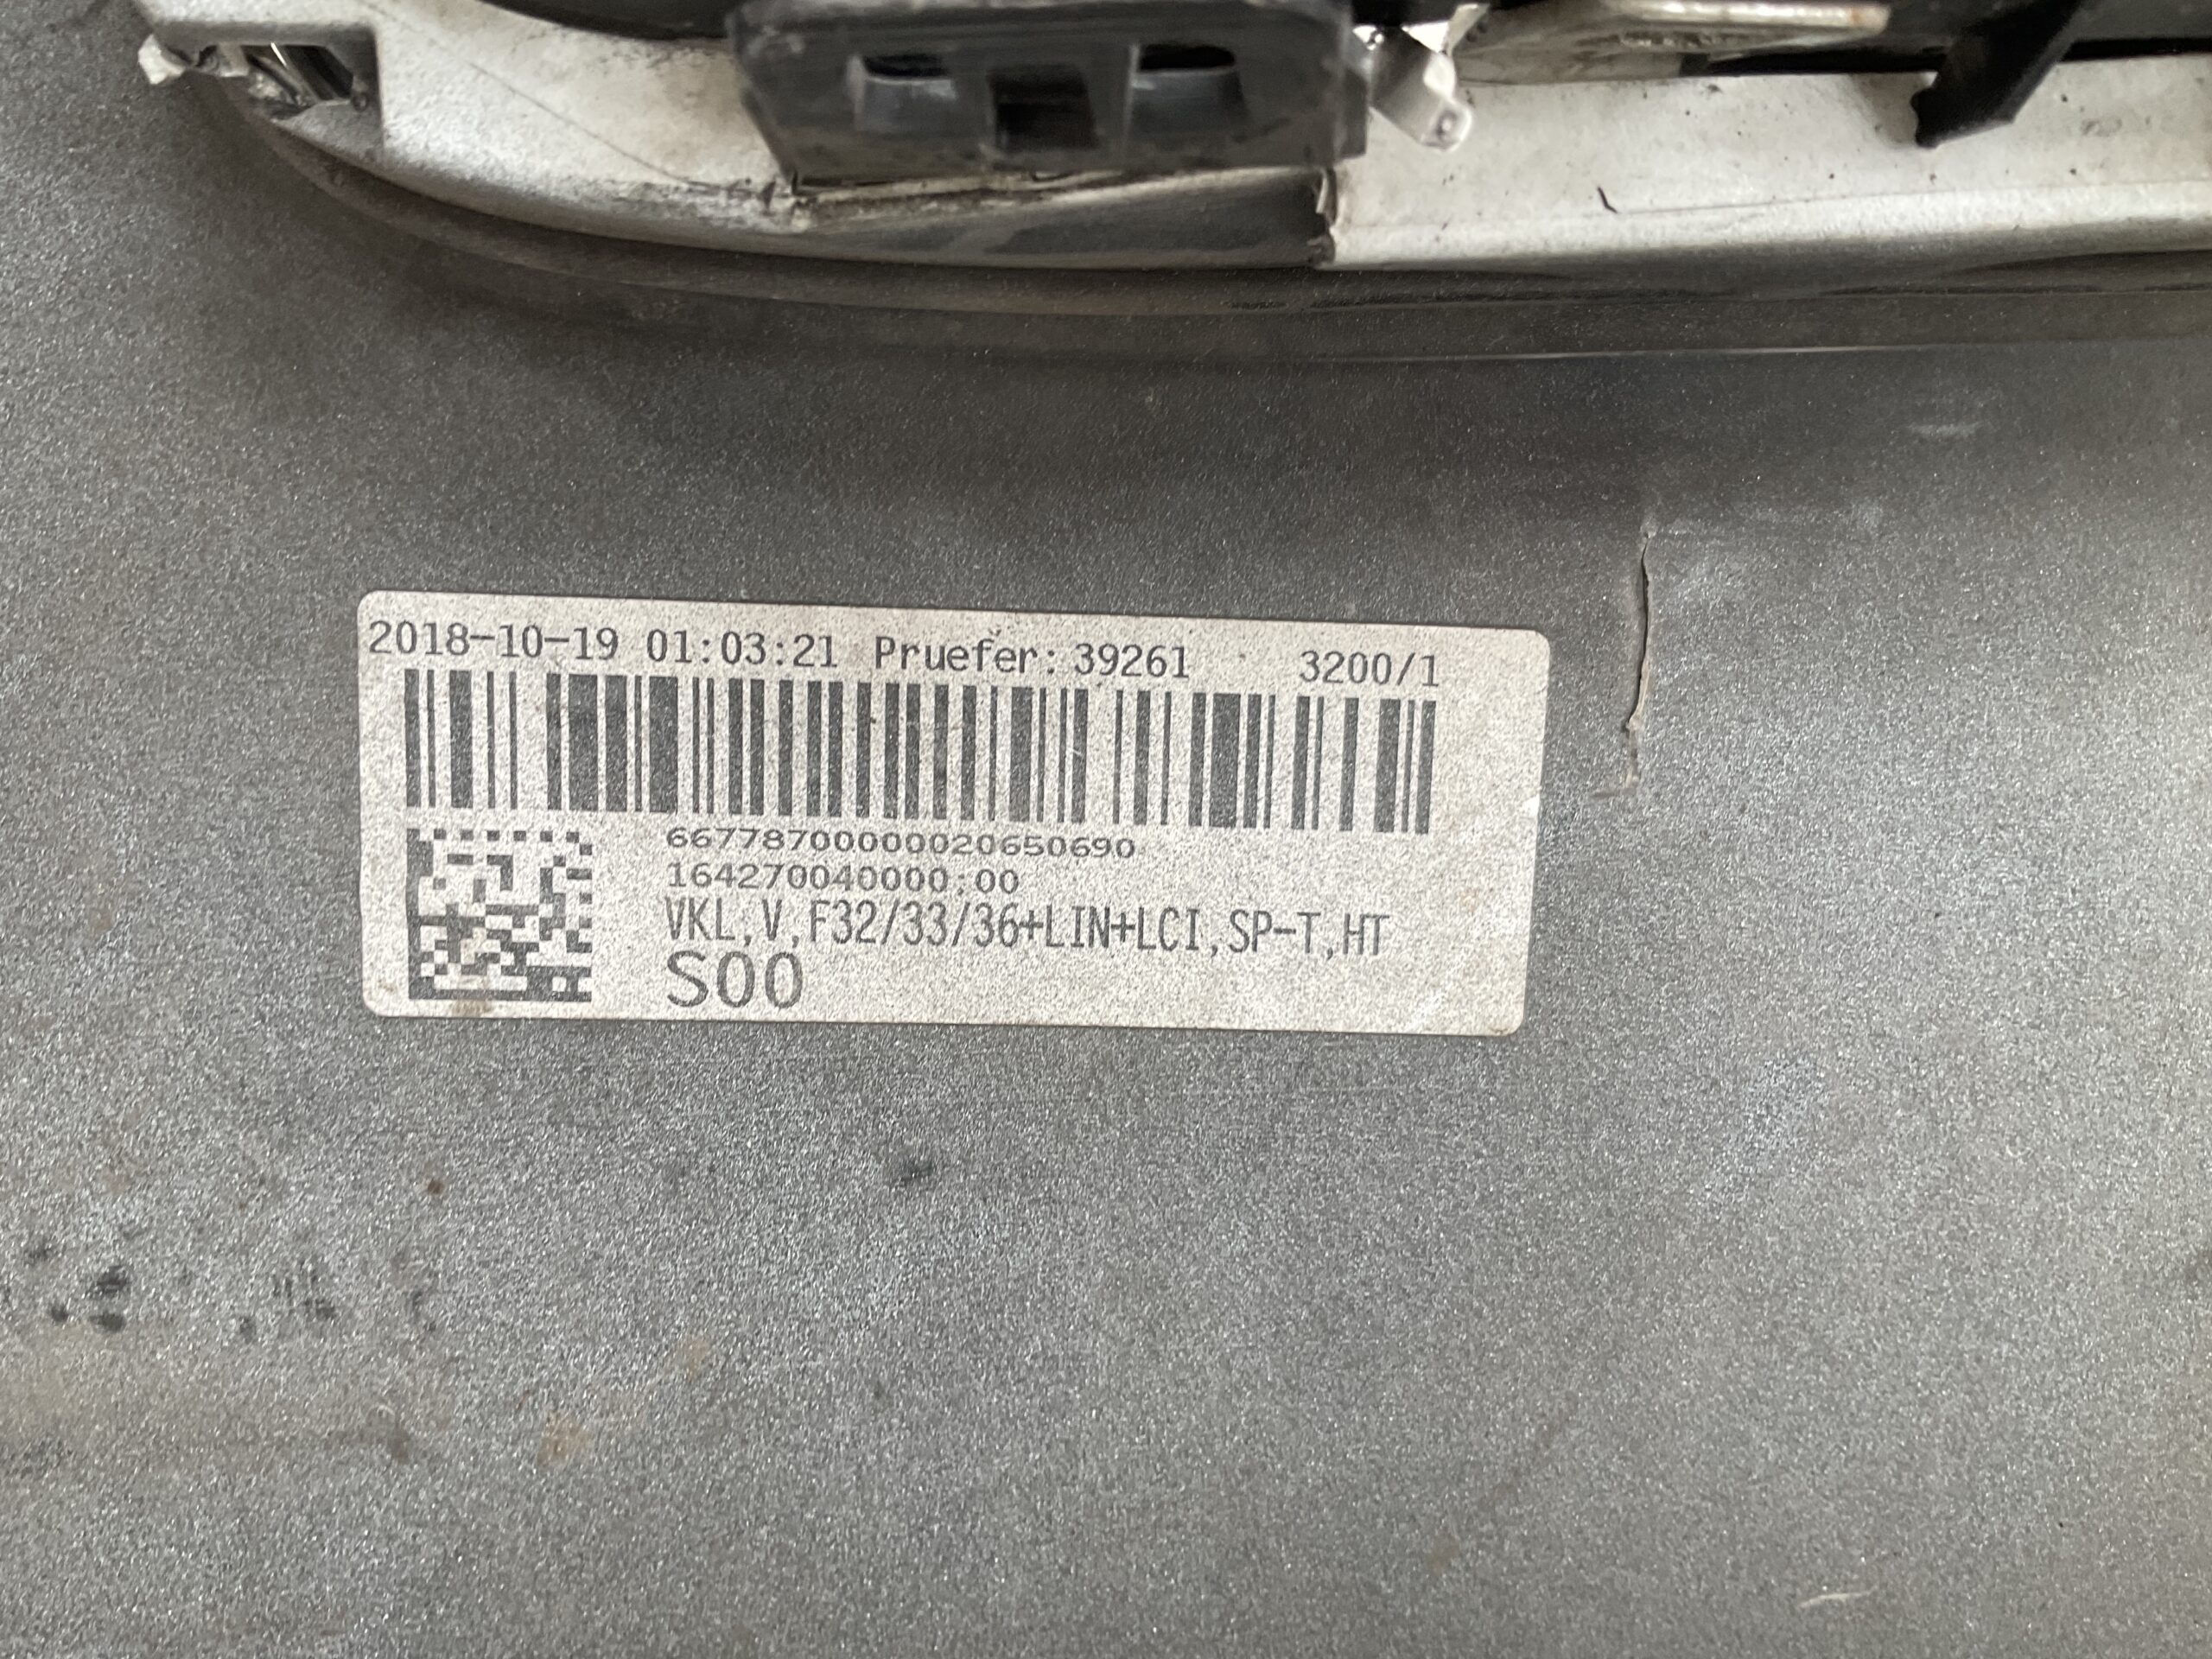 2018-10-19 01:03:21 Pruefer: 39261 3200/1
66778700000020650690
164270040000;00
VKL,V,F32/33/36+LIN+LCI,SP-T,HT
S00